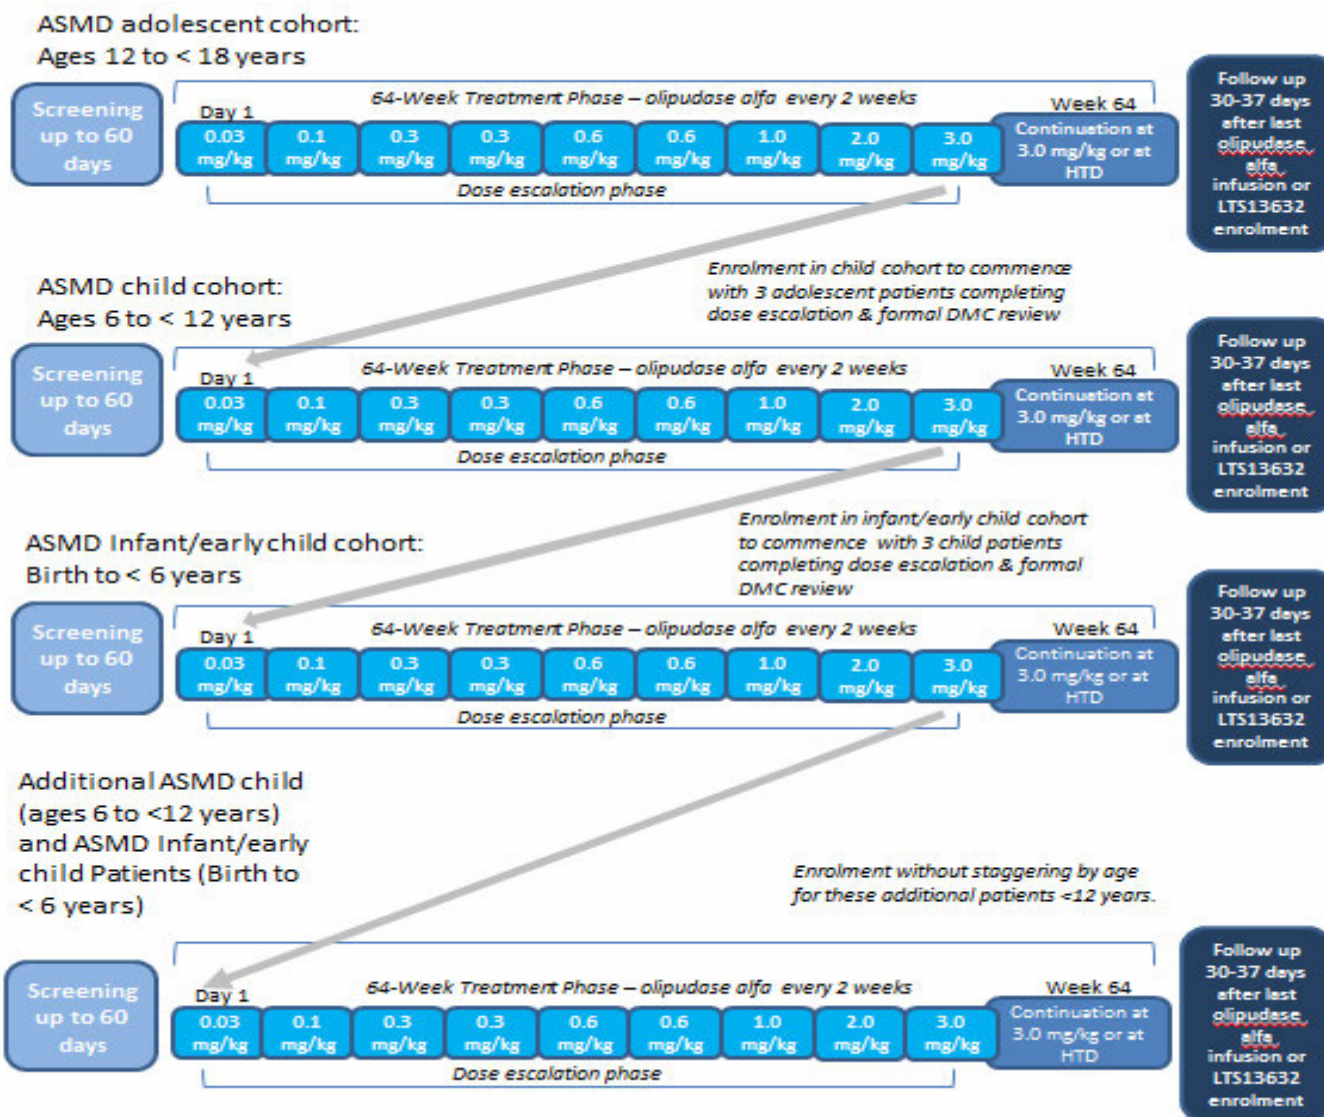 ASMD adolescent cohort:
Ages 12 to < 18 years
Screening
up to 60
days
64-Week Treatment Phase – olipudase alfa every 2 weeks
Day 1
Week 64
0.03 mg/kg
0.1 mg/kg
0.3 mg/kg
0.3 mg/kg
0.6 mg/kg
0.6 mg/kg
1.0 mg/kg
2.0 mg/kg
3.0 mg/kg
Continuation at
3.0 mg/kg or at
HTD
Dose escalation phase
Follow up
30-37 days
after last
olipudase
alfa
infusion or
LTS13632
enrolment
Enrolment in child cohort to commence
with 3 adolescent patients completing
dose escalation & formal DMC review
ASMD child cohort:
Ages 6 to < 12 years
Screening
up to 60
days
64-Week Treatment Phase – olipudase alfa every 2 weeks
Day 1
Week 64
0.03 mg/kg
0.1 mg/kg
0.3 mg/kg
0.3 mg/kg
0.6 mg/kg
0.6 mg/kg
1.0 mg/kg
2.0 mg/kg
3.0 mg/kg
Continuation at
3.0 mg/kg or at
HTD
Dose escalation phase
Follow up
30-37 days
after last
olipudase
alfa
infusion or
LTS13632
enrolment
Enrolment in infant/early child cohort
to commence with 3 child patients
completing dose escalation & formal
DMC review
ASMD Infant/early child cohort:
Birth to < 6 years
Screening
up to 60
days
64-Week Treatment Phase – olipudase alfa every 2 weeks
Day 1
Week 64
0.03 mg/kg
0.1 mg/kg
0.3 mg/kg
0.3 mg/kg
0.6 mg/kg
0.6 mg/kg
1.0 mg/kg
2.0 mg/kg
3.0 mg/kg
Continuation at
3.0 mg/kg or at
HTD
Dose escalation phase
Follow up
30-37 days
after last
olipudase
alfa
infusion or
LTS13632
enrolment
Additional ASMD child
(ages 6 to <12 years)
and ASMD Infant/early
child Patients (Birth to
< 6 years)
Enrolment without staggering by age
for these additional patients <12 years.
Screening
up to 60
days
64-Week Treatment Phase – olipudase alfa every 2 weeks
Day 1
Week 64
0.03 mg/kg
0.1 mg/kg
0.3 mg/kg
0.3 mg/kg
0.6 mg/kg
0.6 mg/kg
1.0 mg/kg
2.0 mg/kg
3.0 mg/kg
Continuation at
3.0 mg/kg or at
HTD
Dose escalation phase
Follow up
30-37 days
after last
olipudase
alfa
infusion or
LTS13632
enrolment